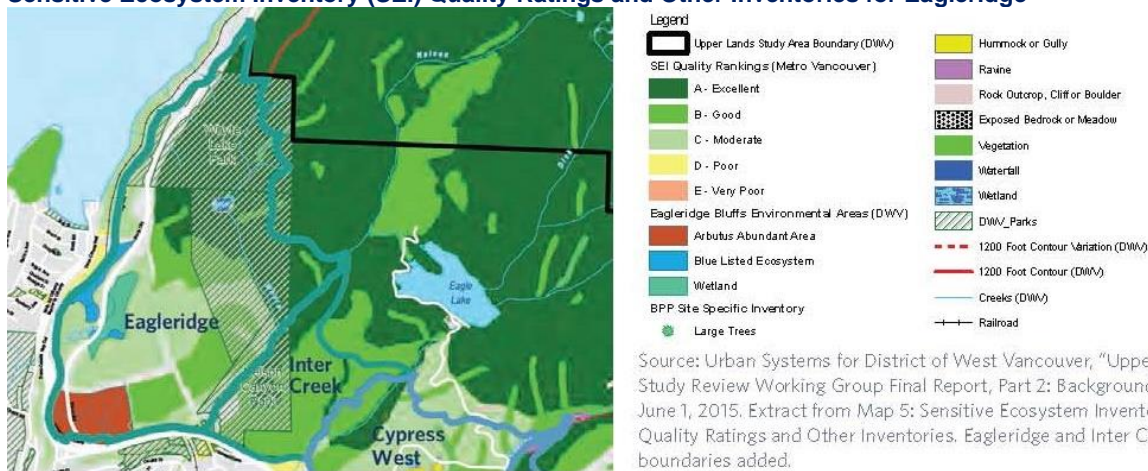 Sensitive Ecosystem Inventory (SEI) Quality Ratings and Other Inventories for Eagleridge
Whyte
Lake
Park
Eagle
Lake
Eagleridge
Inter
Creek
Cypress
West
Legend
Upper Lands Study Area Boundary (DWV)
SEI Quality Rankings (Metro Vancouver)
A - Excellent
B - Good
C - Moderate
D - Poor
E - Very Poor
Eagleridge Bluffs Environmental Areas (DWV)
Arbutus Abundant Area
Blue Listed Ecosystem
Wetland
BPP Site Specific Inventory
Large Trees
Hummock or Gully
Ravine
Rock Outcrop, Cliff or Boulder
Exposed Bedrock or Meadow
Vegetation
Waterfall
Wetland
DWV_Parks
1200 Foot Contour Variation (DWV)
1200 Foot Contour (DWV)
Creeks (DWV)
Railroad
Source: Urban Systems for District of West Vancouver, "Uppe
Study Review Working Group Final Report, Part 2: Background
June 1, 2015. Extract from Map 5: Sensitive Ecosystem Invent
Quality Ratings and Other Inventories. Eagleridge and Inter C
boundaries added.